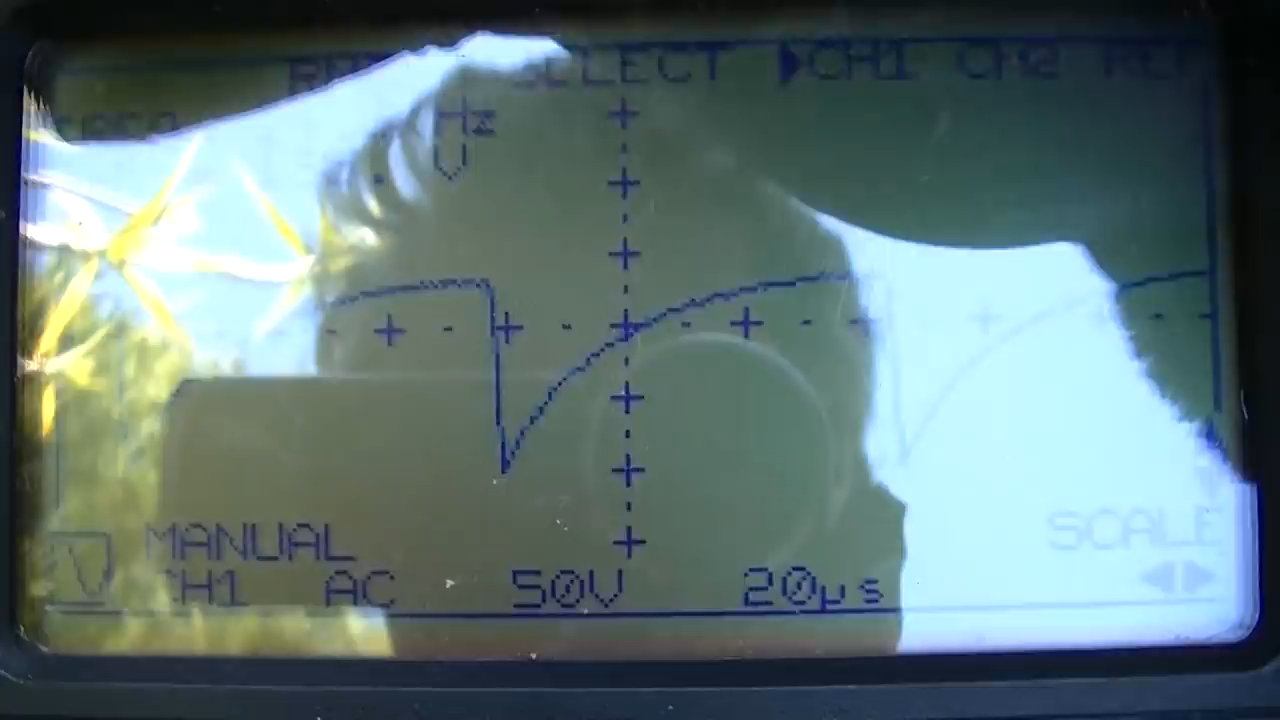 SELECT ▶CH1 CH2
Hz
MANUAL
SCALE
CH1 AC 50V 20µs